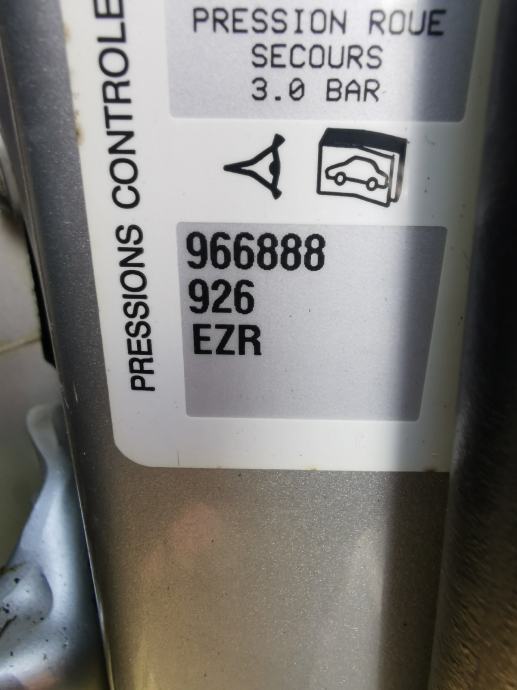 PRESSIONS CONTROLE
PRESSION ROUE
SECOURS
3.0 BAR
966888
926
EZR